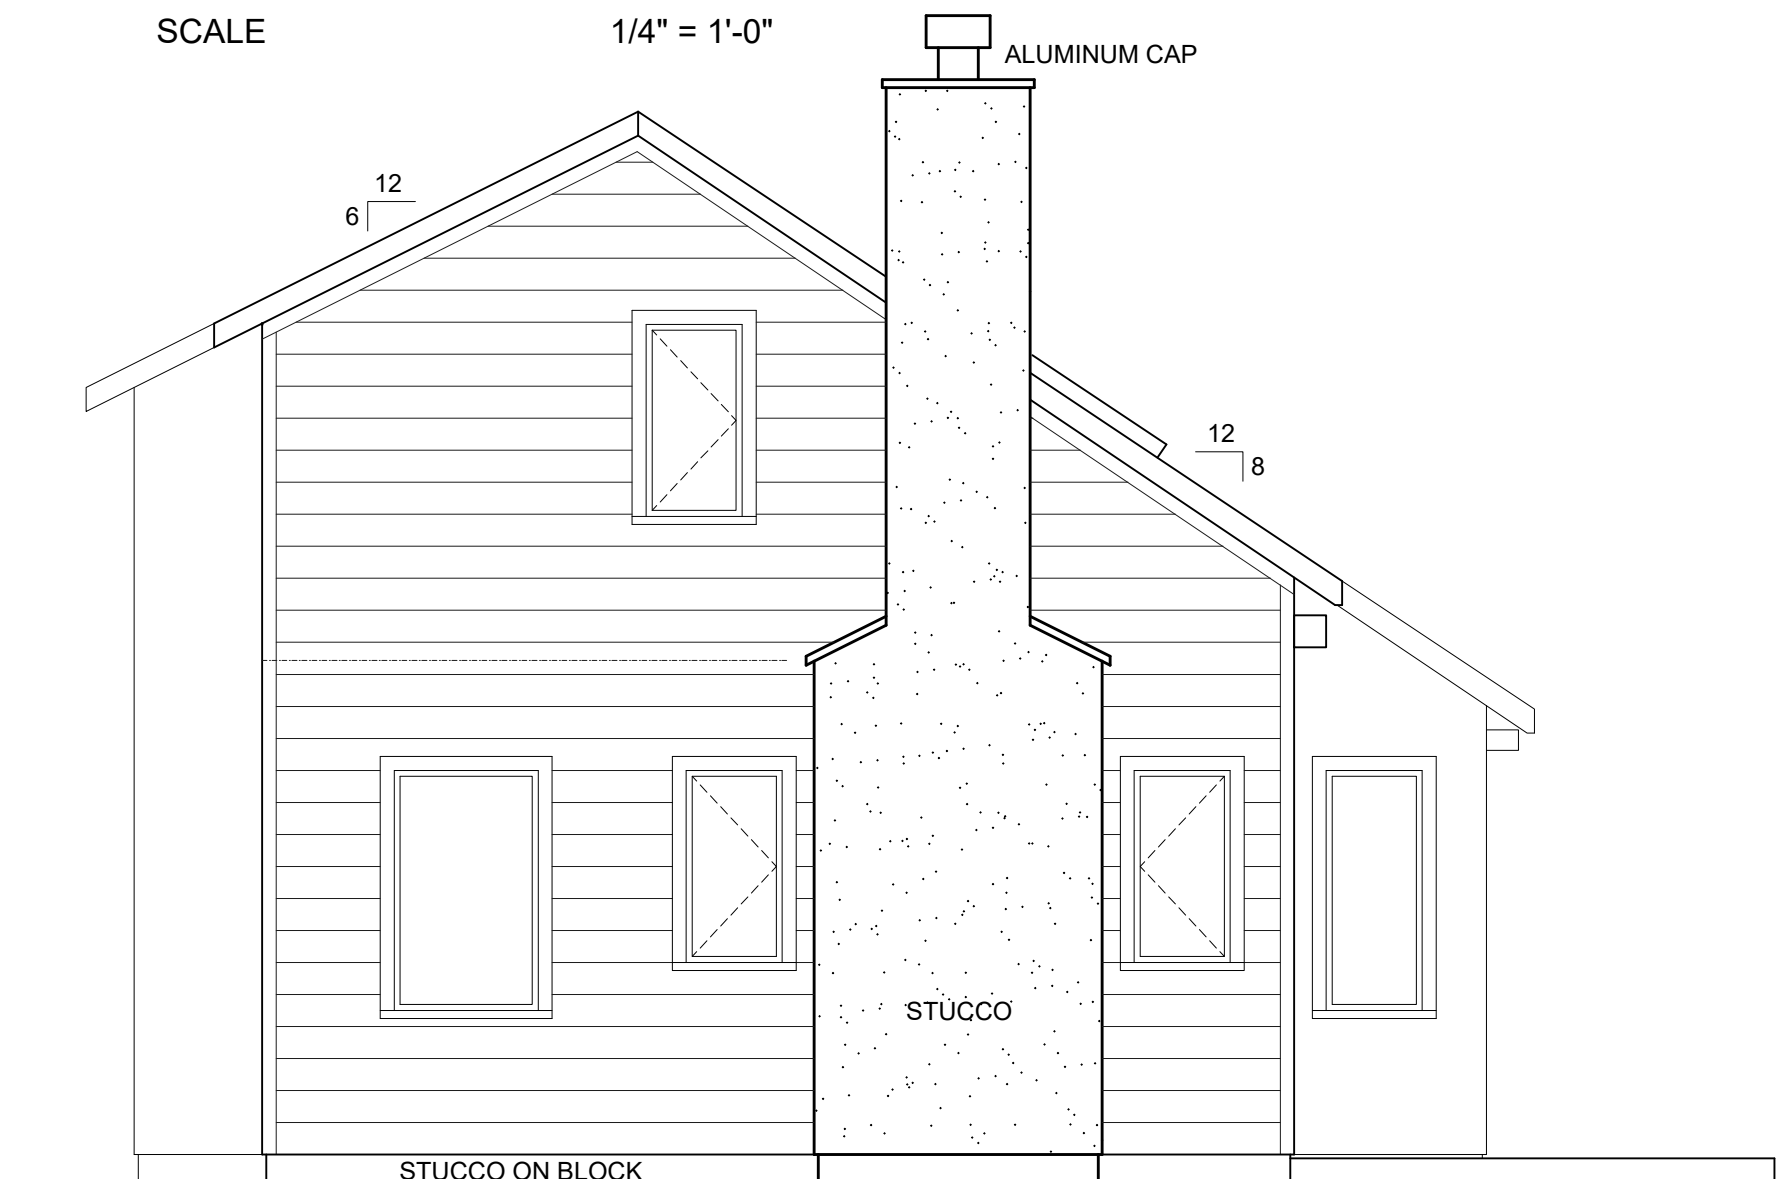 SCALE 1/4" = 1'-0"
ALUMINUM CAP
12
6
12
8
STUCCO
STUCCO ON BLOCK